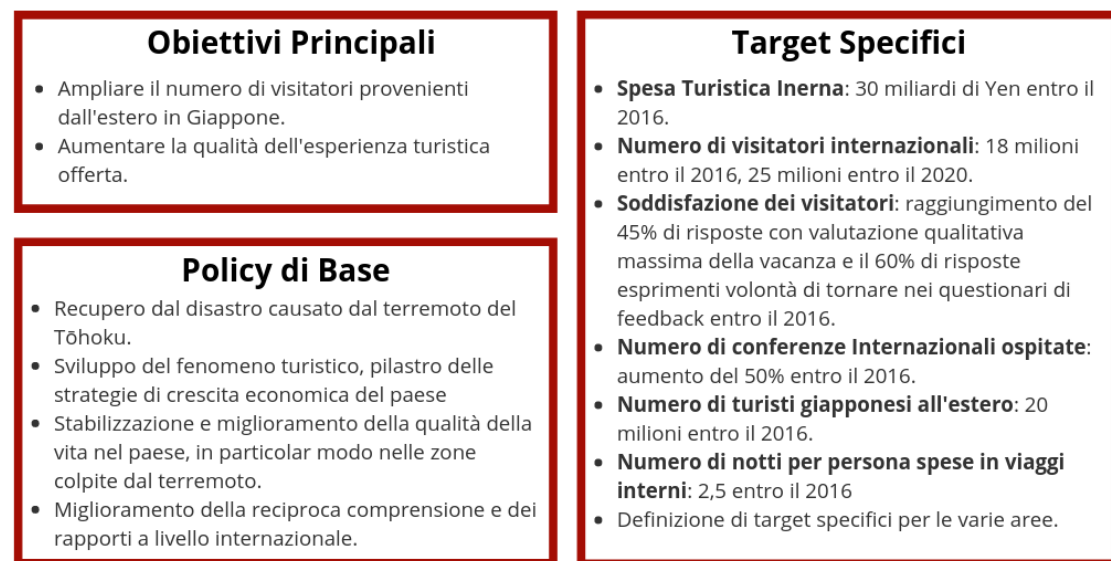 Obiettivi Principali
• Ampliare il numero di visitatori provenienti
dall'estero in Giappone.
• Aumentare la qualità dell'esperienza turistica
offerta.
Policy di Base
• Recupero dal disastro causato dal terremoto del
Tōhoku.
• Sviluppo del fenomeno turistico, pilastro delle
strategie di crescita economica del paese
• Stabilizzazione e miglioramento della qualità della
vita nel paese, in particolar modo nelle zone
colpite dal terremoto.
• Miglioramento della reciproca comprensione e dei
rapporti a livello internazionale.
Target Specifici
• Spesa Turistica Inerna: 30 miliardi di Yen entro il
2016.
• Numero di visitatori internazionali: 18 milioni
entro il 2016, 25 milioni entro il 2020.
• Soddisfazione dei visitatori: raggiungimento del
45% di risposte con valutazione qualitativa
massima della vacanza e il 60% di risposte
esprimenti volontà di tornare nei questionari di
feedback entro il 2016.
• Numero di conferenze Internazionali ospitate:
aumento del 50% entro il 2016.
• Numero di turisti giapponesi all'estero: 20
milioni entro il 2016.
• Numero di notti per persona spese in viaggi
interni: 2,5 entro il 2016
• Definizione di target specifici per le varie aree.